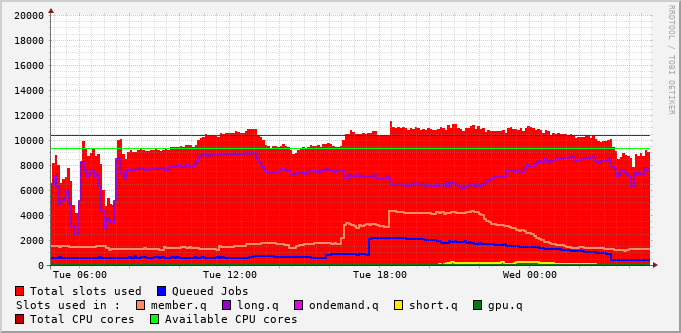 RRDTOOL / TOBI OETIKER
20000
18000
16000
14000
12000
10000
8000
6000
4000
2000
0
Tue 06:00 Tue 12:00 Tue 18:00 Wed 00:00
Total slots used Queued Jobs
Slots used in : member.q long.q ondemand.q short.q gpu.q
Total CPU cores Available CPU cores